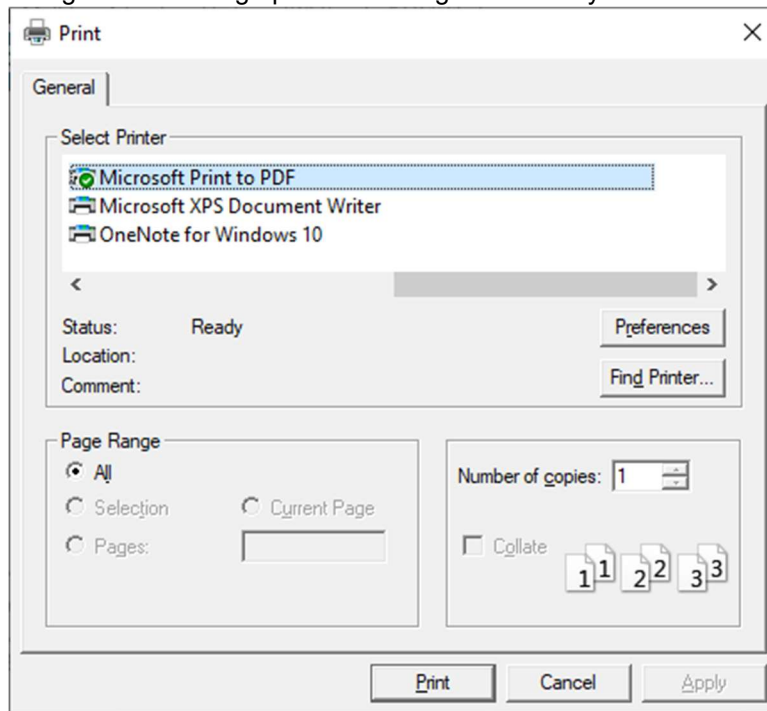 Print
General
Select Printer
Microsoft Print to PDF
Microsoft XPS Document Writer
OneNote for Windows 10
Status: Ready
Preferences
Location:
Find Printer...
Comment:
Page Range
All
Number of copies: 1
Selection Current Page
Pages:
Collate
1 1 2 2 3 3
Print Cancel Apply